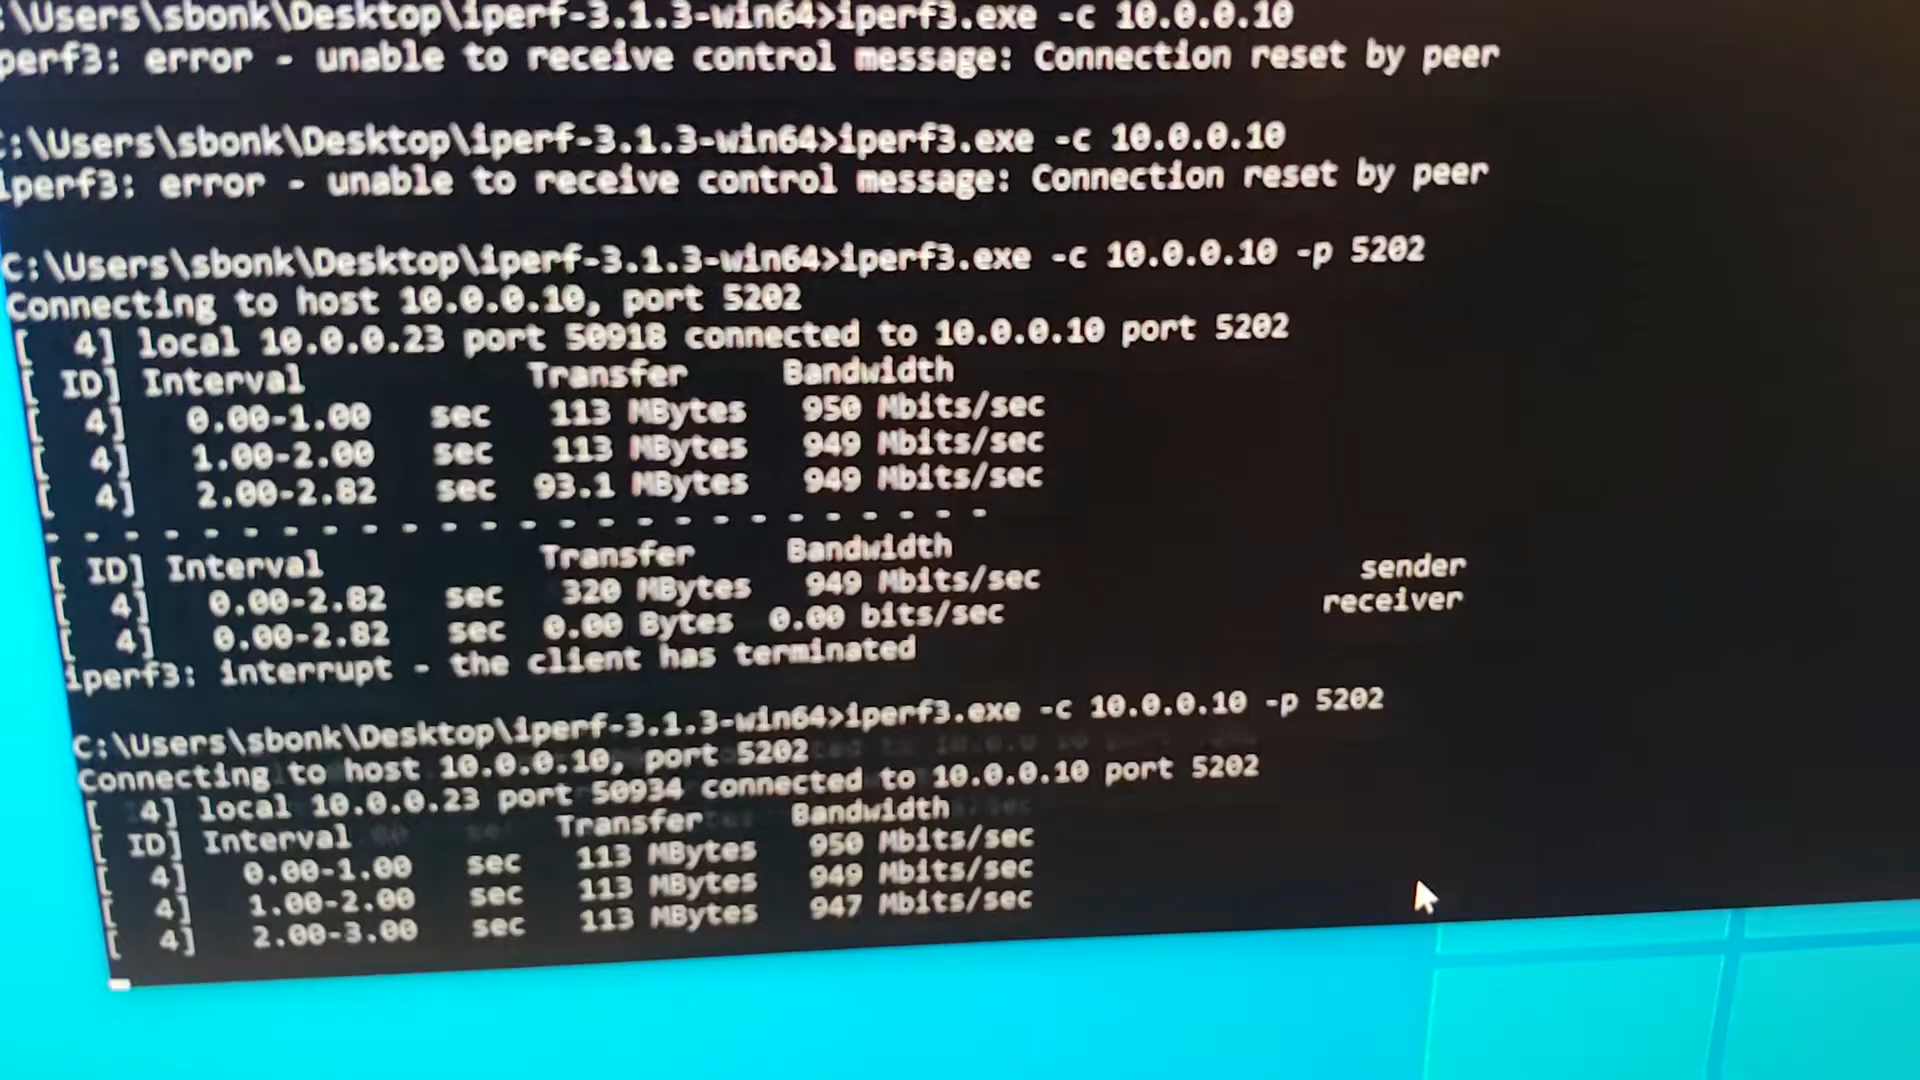 :\Users\sbonk\Desktop\iperf-3.1.3-win64>iperf3.exe -c 10.0.0.10
perf3: error - unable to receive control message: Connection reset by peer
C:\Users\sbonk\Desktop\iperf-3.1.3-win64>iperf3.exe -c 10.0.0.10
iperf3: error - unable to receive control message: Connection reset by peer
C:\Users\sbonk\Desktop\iperf-3.1.3-win64>iperf3.exe -c 10.0.0.10 -p 5202
Connecting to host 10.0.0.10, port 5202
[ 4] local 10.0.0.23 port 50918 connected to 10.0.0.10 port 5202
[ ID] Interval Transfer Bandwidth
[ 4] 0.00-1.00 sec 113 MBytes 950 Mbits/sec
[ 4] 1.00-2.00 sec 113 MBytes 949 Mbits/sec
[ 4] 2.00-2.82 sec 93.1 MBytes 949 Mbits/sec
- - - - - - - - - - - - - - - - - - - - - - - - -
[ ID] Interval Transfer Bandwidth
[ 4] 0.00-2.82 sec 320 MBytes 949 Mbits/sec sender
[ 4] 0.00-2.82 sec 0.00 Bytes 0.00 bits/sec receiver
iperf3: interrupt - the client has terminated
C:\Users\sbonk\Desktop\iperf-3.1.3-win64>iperf3.exe -c 10.0.0.10 -p 5202
Connecting to host 10.0.0.10, port 5202
[ 4] local 10.0.0.23 port 50934 connected to 10.0.0.10 port 5202
[ ID] Interval Transfer Bandwidth
[ 4] 0.00-1.00 sec 113 MBytes 950 Mbits/sec
[ 4] 1.00-2.00 sec 113 MBytes 949 Mbits/sec
[ 4] 2.00-3.00 sec 113 MBytes 947 Mbits/sec